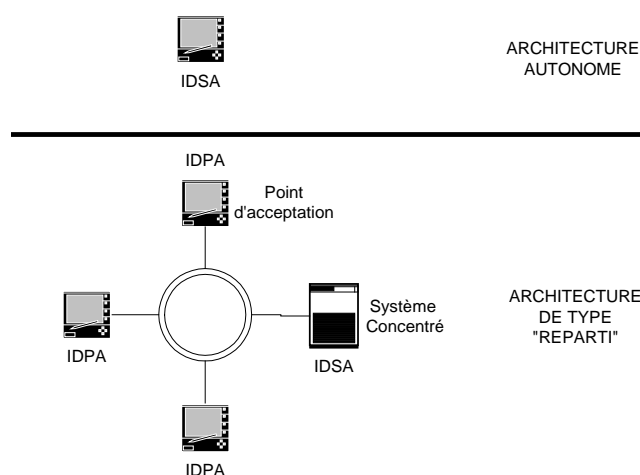 IDSA
ARCHITECTURE
AUTONOME
IDPA
Point
d'acceptation
IDPA
Système
Concentré
IDSA
ARCHITECTURE
DE TYPE
"REPARTI"
IDPA